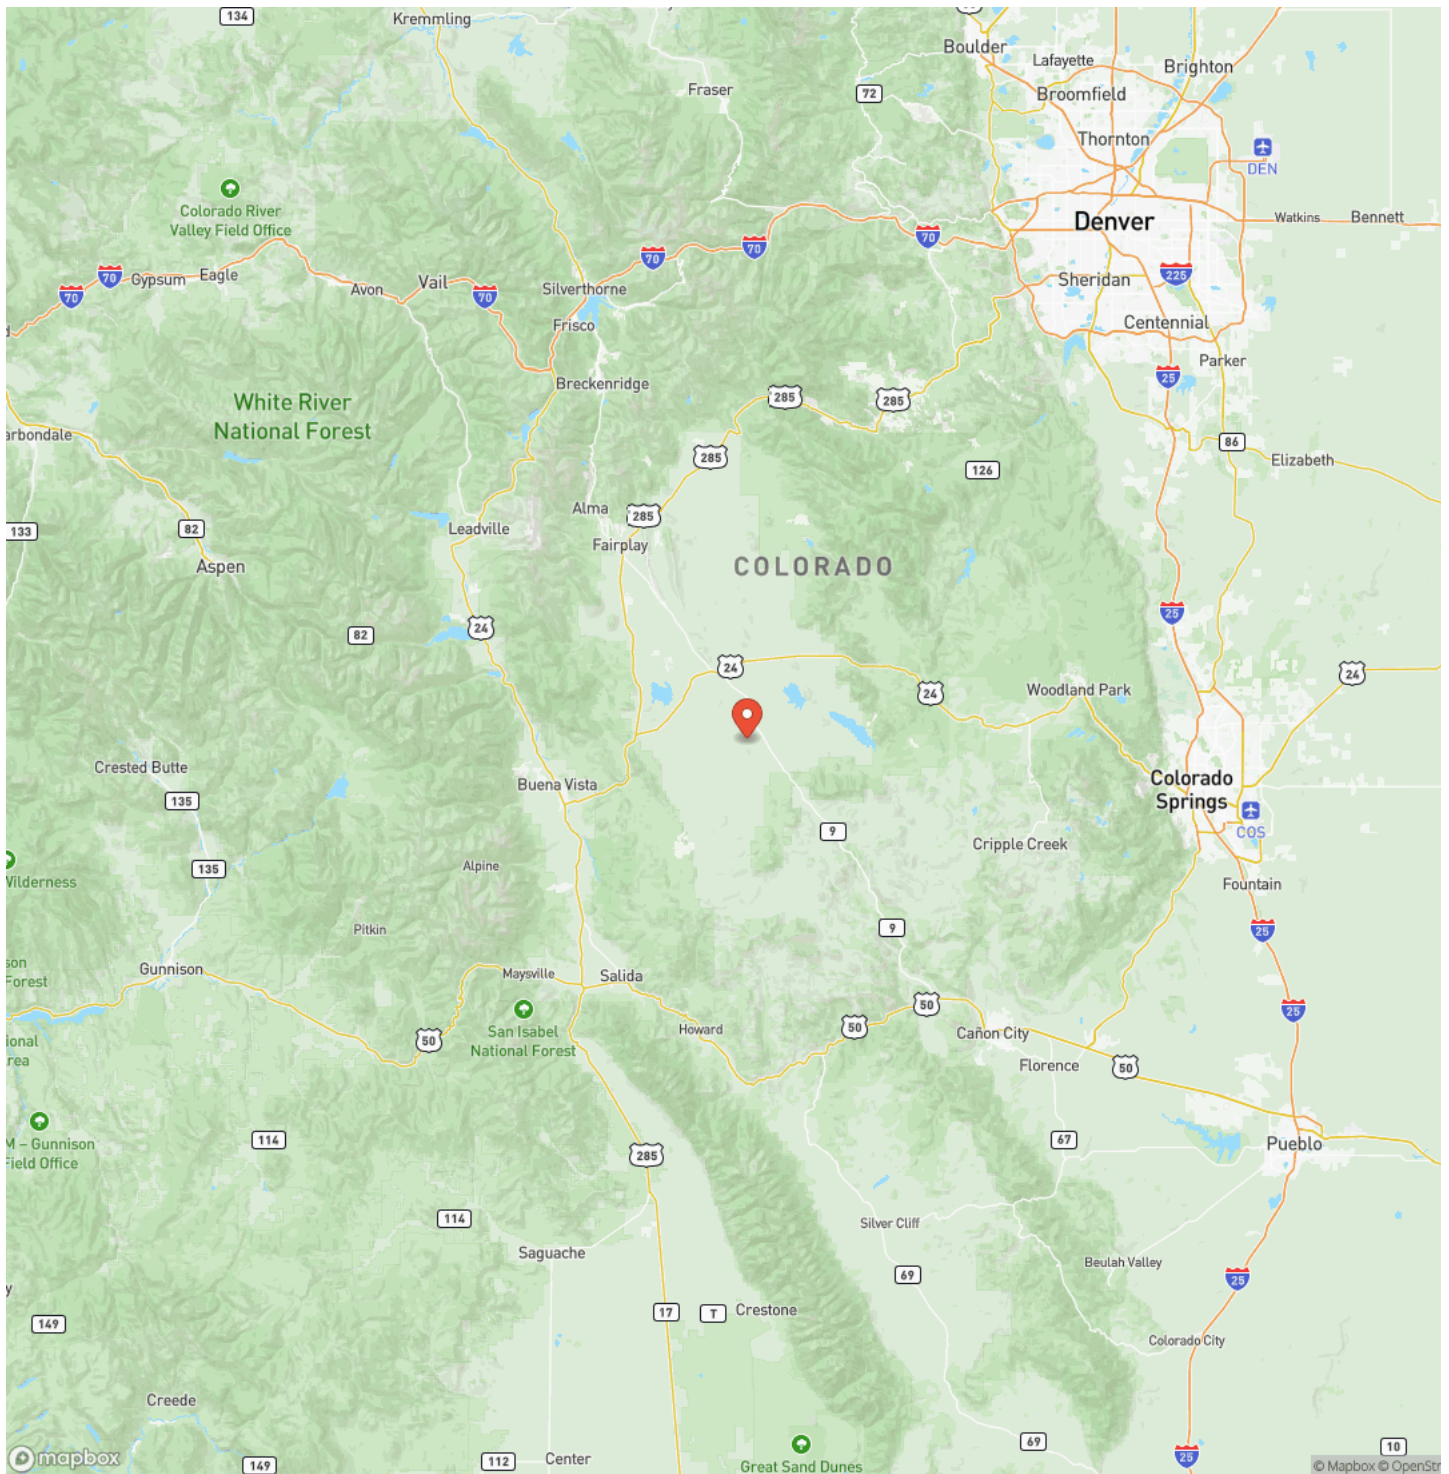 134
Kremmling
Boulder
Lafayette
Brighton
Fraser
72
Broomfield
Thornton
DEN
Colorado River
Valley Field Office
Denver
Watkins
Bennett
70
70
70
70
Gypsum
Eagle
Avon
Vail
70
Silverthorne
Sheridan
225
70
Frisco
Centennial
Parker
25
Breckenridge
285
285
White River
National Forest
arbondale
285
86
Elizabeth
126
Alma
285
133
82
Leadville
Fairplay
Aspen
COLORADO
25
82
24
24
24
24
Woodland Park
Crested Butte
Buena Vista
Colorado
Springs
135
9
COS
Cripple Creek
135
Alpine
Wilderness
Fountain
Pitkin
9
25
son
Forest
Gunnison
Maysville
Salida
50
25
San Isabel
National Forest
Howard
50
Cañon City
ional
rea
50
Florence
50
M – Gunnison
Field Office
114
67
Pueblo
285
114
Silver Cliff
Saguache
Beulah Valley
69
25
y
17
T
Crestone
149
Colorado City
Creede
69
10
mapbox
149
112
Center
Great Sand Dunes
25
© Mapbox © OpenStr